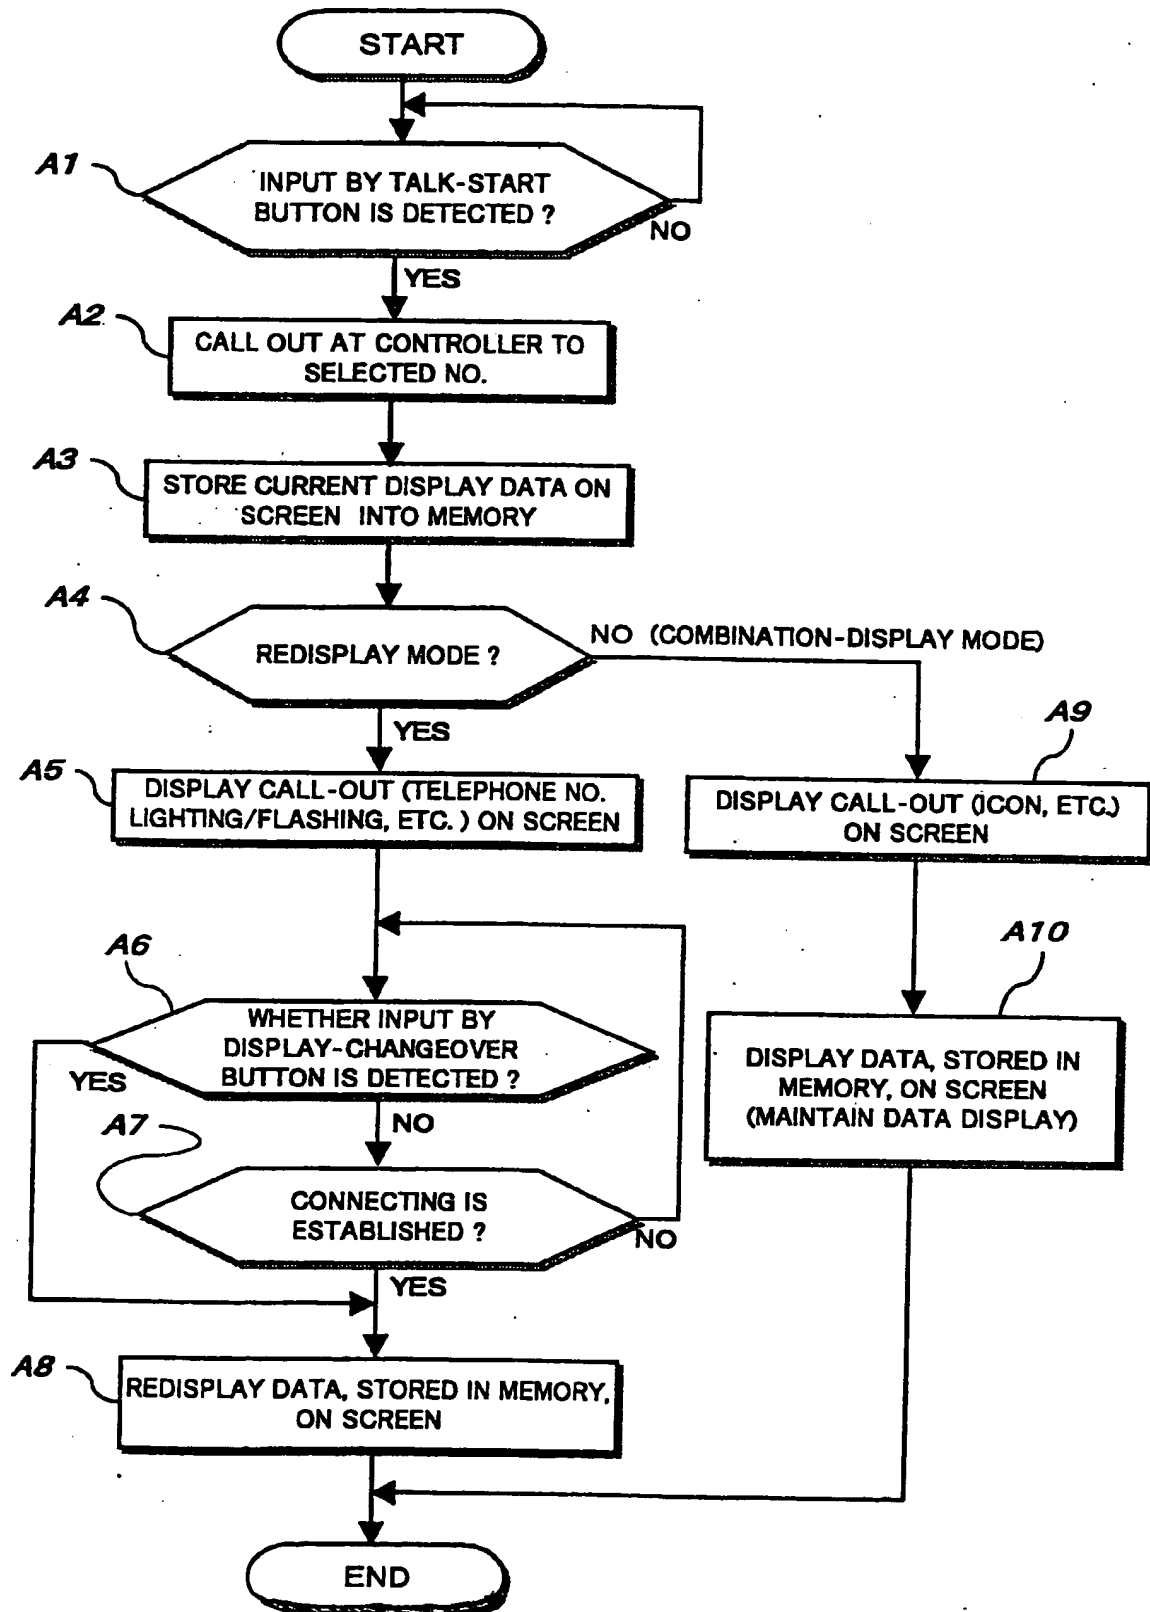 START
A1
INPUT BY TALK-START
BUTTON IS DETECTED ?
NO
YES
A2
CALL OUT AT CONTROLLER TO
SELECTED NO.
A3
STORE CURRENT DISPLAY DATA ON
SCREEN INTO MEMORY
A4
REDISPLAY MODE ?
NO (COMBINATION-DISPLAY MODE)
YES
A5
DISPLAY CALL-OUT (TELEPHONE NO.
LIGHTING/FLASHING, ETC. ) ON SCREEN
A9
DISPLAY CALL-OUT (ICON, ETC.)
ON SCREEN
A6
WHETHER INPUT BY
DISPLAY-CHANGEOVER
BUTTON IS DETECTED ?
YES
NO
A10
DISPLAY DATA, STORED IN
MEMORY, ON SCREEN
(MAINTAIN DATA DISPLAY)
A7
CONNECTING IS
ESTABLISHED ?
NO
YES
A8
REDISPLAY DATA, STORED IN MEMORY,
ON SCREEN
END